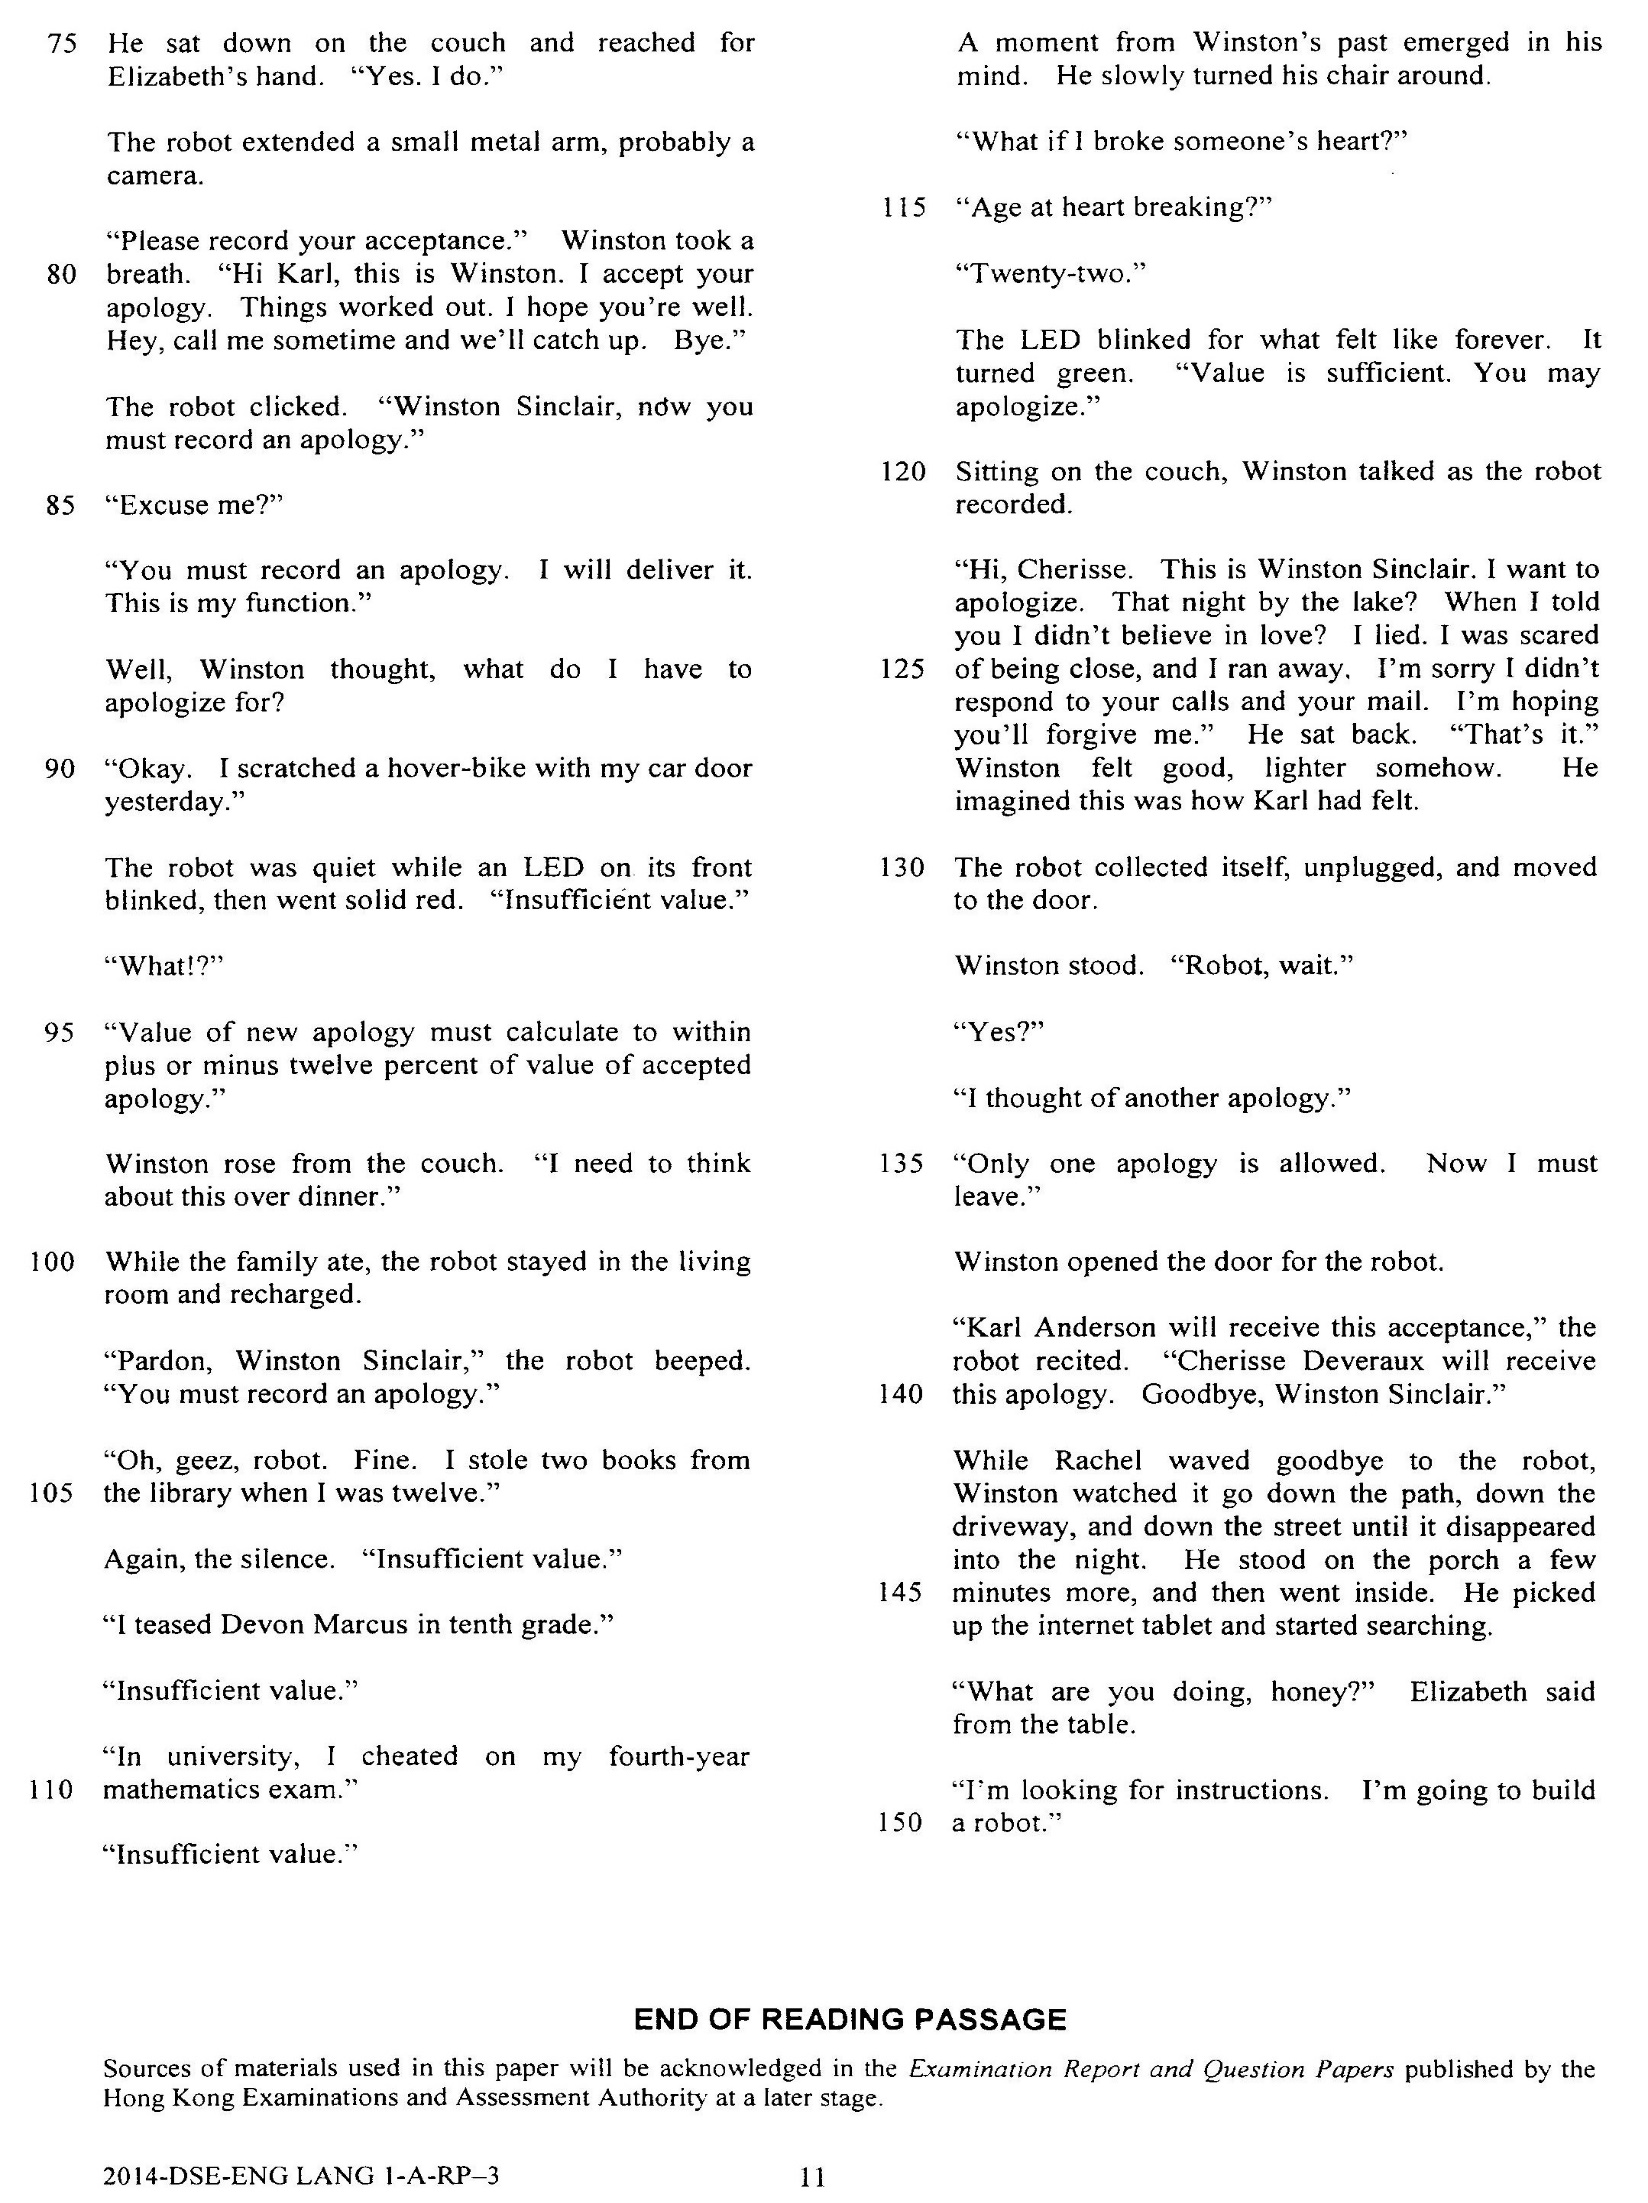 75 He sat down on the couch and reached for
Elizabeth's hand. "Yes. I do."
The robot extended a small metal arm, probably a
camera.
"Please record your acceptance." Winston took a
80 breath. "Hi Karl, this is Winston. I accept your
apology. Things worked out. I hope you're well.
Hey, call me sometime and we'll catch up. Bye."
The robot clicked. "Winston Sinclair, now you
must record an apology."
85 "Excuse me?"
"You must record an apology. I will deliver it.
This is my function."
Well, Winston thought, what do I have to
apologize for?
90 "Okay. I scratched a hover-bike with my car door
yesterday."
The robot was quiet while an LED on its front
blinked, then went solid red. "Insufficient value."
"What!?"
95 "Value of new apology must calculate to within
plus or minus twelve percent of value of accepted
apology."
Winston rose from the couch. "I need to think
about this over dinner."
100 While the family ate, the robot stayed in the living
room and recharged.
"Pardon, Winston Sinclair," the robot beeped.
"You must record an apology."
"Oh, geez, robot. Fine. I stole two books from
105 the library when I was twelve."
Again, the silence. "Insufficient value."
"I teased Devon Marcus in tenth grade."
"Insufficient value."
"In university, I cheated on my fourth-year
110 mathematics exam."
"Insufficient value."
A moment from Winston's past emerged in his
mind. He slowly turned his chair around.
"What if I broke someone's heart?"
115 "Age at heart breaking?"
"Twenty-two."
The LED blinked for what felt like forever. It
turned green. "Value is sufficient. You may
apologize."
120 Sitting on the couch, Winston talked as the robot
recorded.
"Hi, Cherisse. This is Winston Sinclair. I want to
apologize. That night by the lake? When I told
you I didn't believe in love? I lied. I was scared
125 of being close, and I ran away. I'm sorry I didn't
respond to your calls and your mail. I'm hoping
you'll forgive me." He sat back. "That's it."
Winston felt good, lighter somehow. He
imagined this was how Karl had felt.
130 The robot collected itself, unplugged, and moved
to the door.
Winston stood. "Robot, wait."
"Yes?"
"I thought of another apology."
135 "Only one apology is allowed. Now I must
leave."
Winston opened the door for the robot.
"Karl Anderson will receive this acceptance," the
robot recited. "Cherisse Deveraux will receive
140 this apology. Goodbye, Winston Sinclair."
While Rachel waved goodbye to the robot,
Winston watched it go down the path, down the
driveway, and down the street until it disappeared
into the night. He stood on the porch a few
145 minutes more, and then went inside. He picked
up the internet tablet and started searching.
"What are you doing, honey?" Elizabeth said
from the table.
"I'm looking for instructions. I'm going to build
150 a robot."
END OF READING PASSAGE
Sources of materials used in this paper will be acknowledged in the Examination Report and Question Papers published by the
Hong Kong Examinations and Assessment Authority at a later stage.
2014-DSE-ENG LANG 1-A-RP–3 11